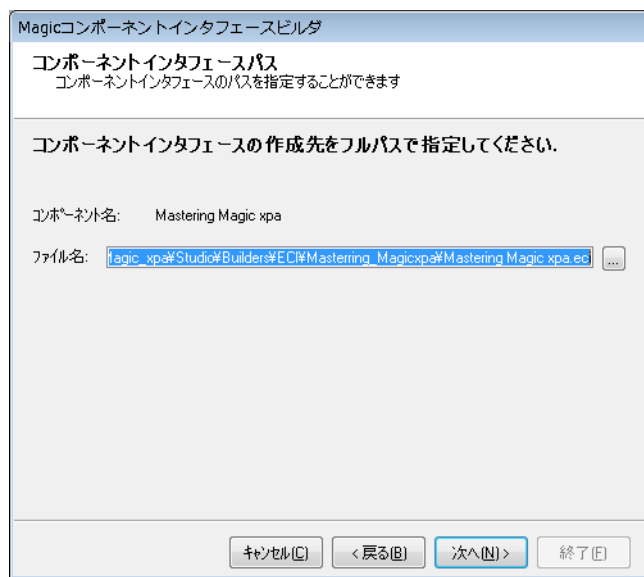 Magicコンポーネントインタフェースビルダ
コンポーネントインタフェースパス
コンポーネントインタフェースのパスを指定することができます
コンポーネントインタフェースの作成先をフルパスで指定してください.
コンポーネント名: Mastering Magic xpa
ファイル名: agic_xpa¥Studio¥Builders¥ECI¥Masterring_Magicxpa¥Mastering Magic xpa.eci ...
キャンセル(C) <戻る(B) 次へ(N)> 終了(F)